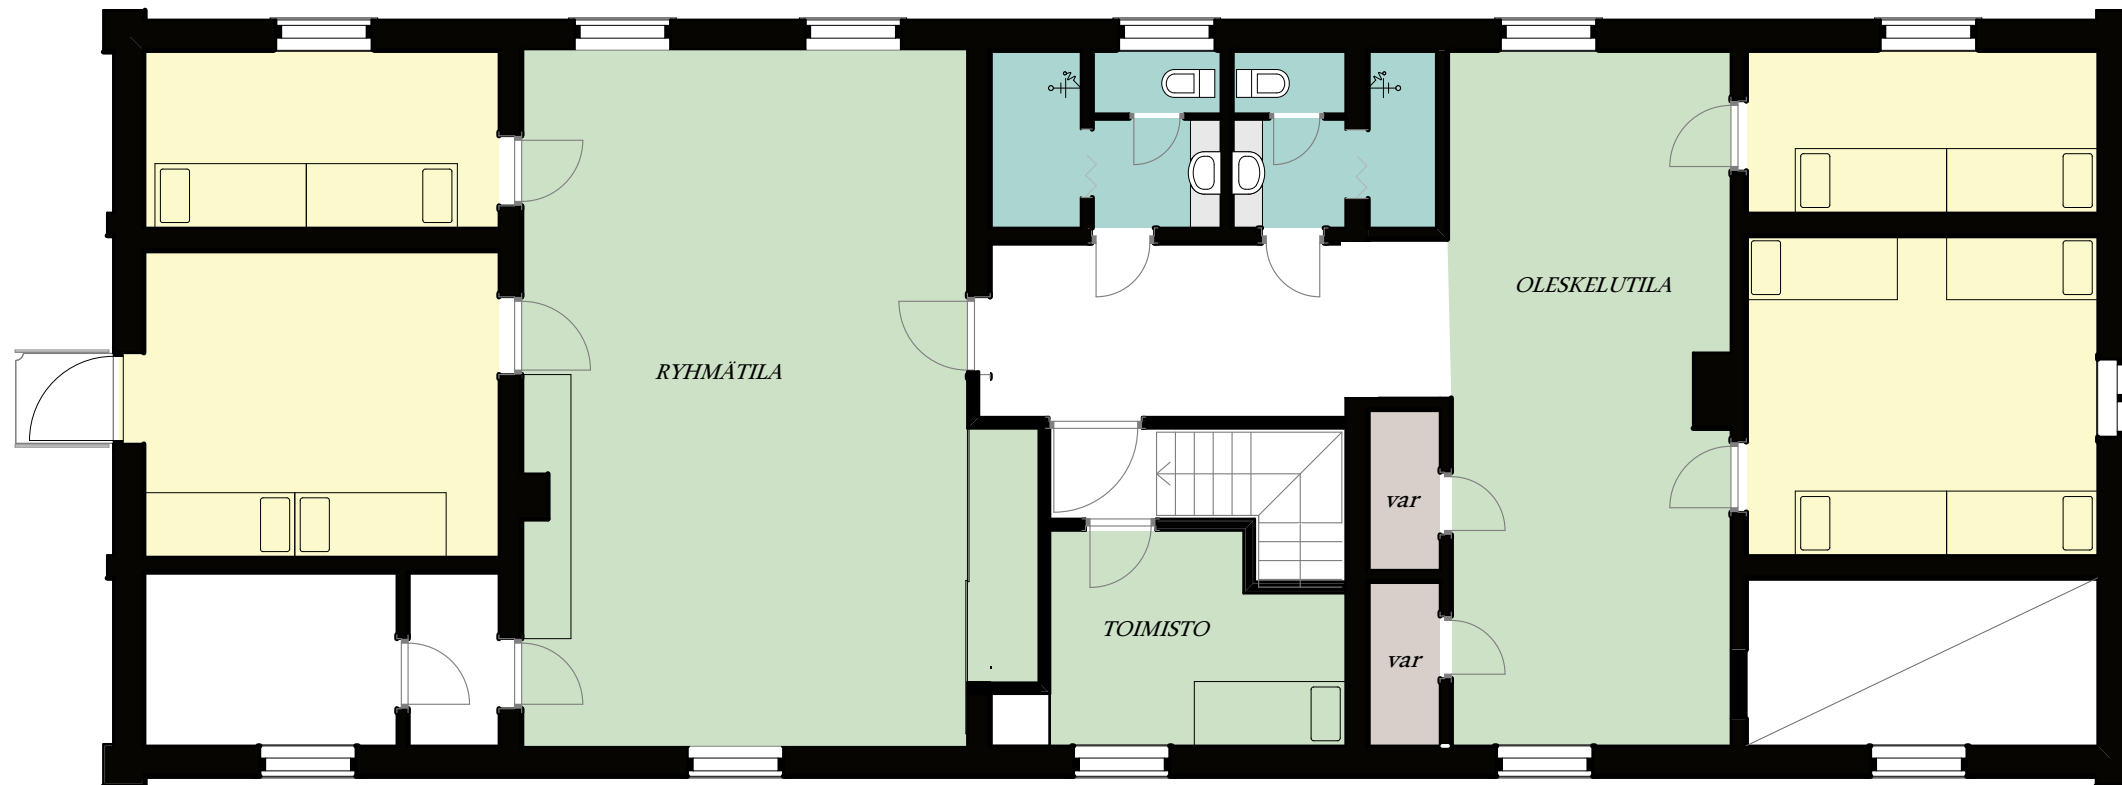 OLESKELUTILA
RYHMÄTILA
var
TOIMISTO
var